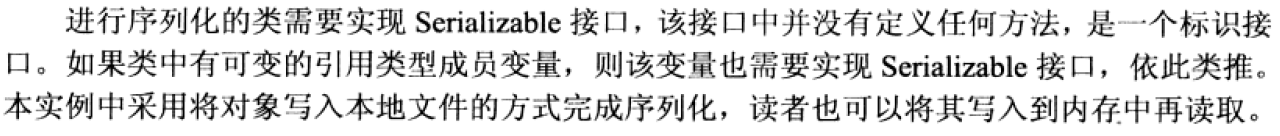 进行序列化的类需要实现 Serializable 接口，该接口中并没有定义任何方法，是一个标识接
口。如果类中有可变的引用类型成员变量，则该变量也需要实现 Serializable 接口，依此类推。
本实例中采用将对象写入本地文件的方式完成序列化，读者也可以将其写入到内存中再读取。